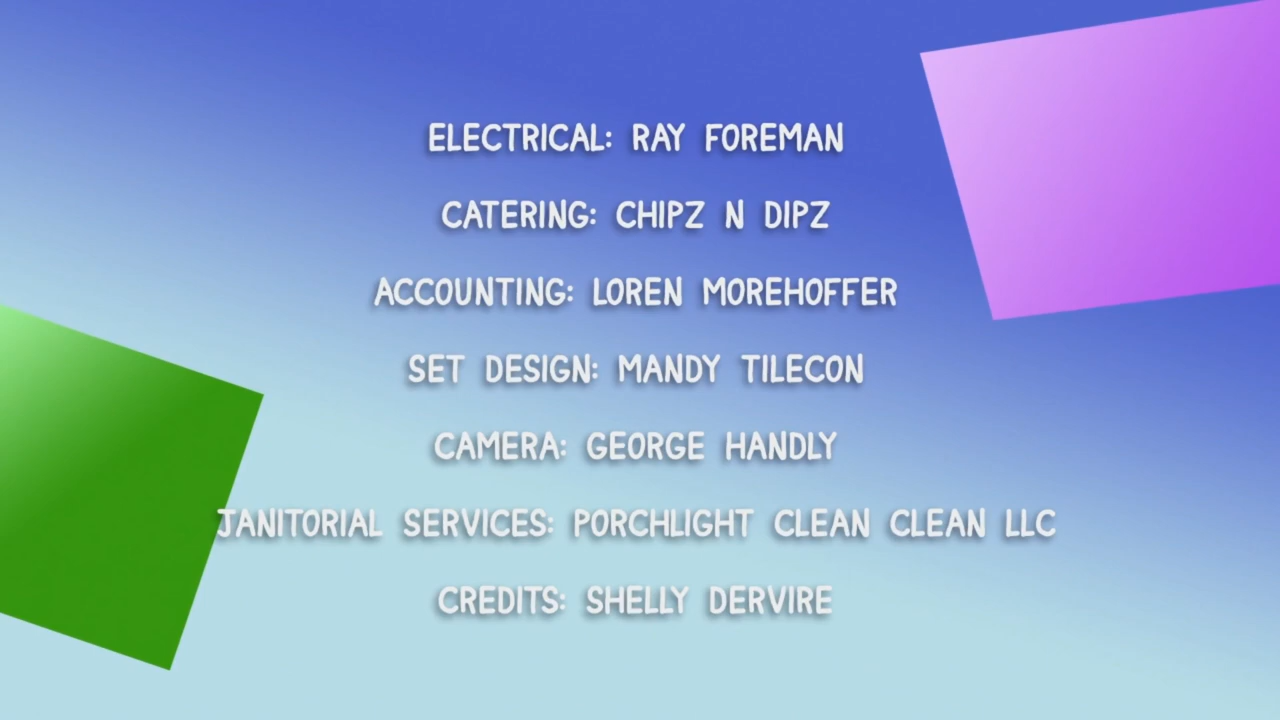 ELECTRICAL: RAY FOREMAN
CATERING: CHIPZ N DIPZ
ACCOUNTING: LOREN MOREHOFFER
SET DESIGN: MANDY TILECON
CAMERA: GEORGE HANDLY
JANITORIAL SERVICES: PORCHLIGHT CLEAN CLEAN LLC
CREDITS: SHELLY DERVIRE